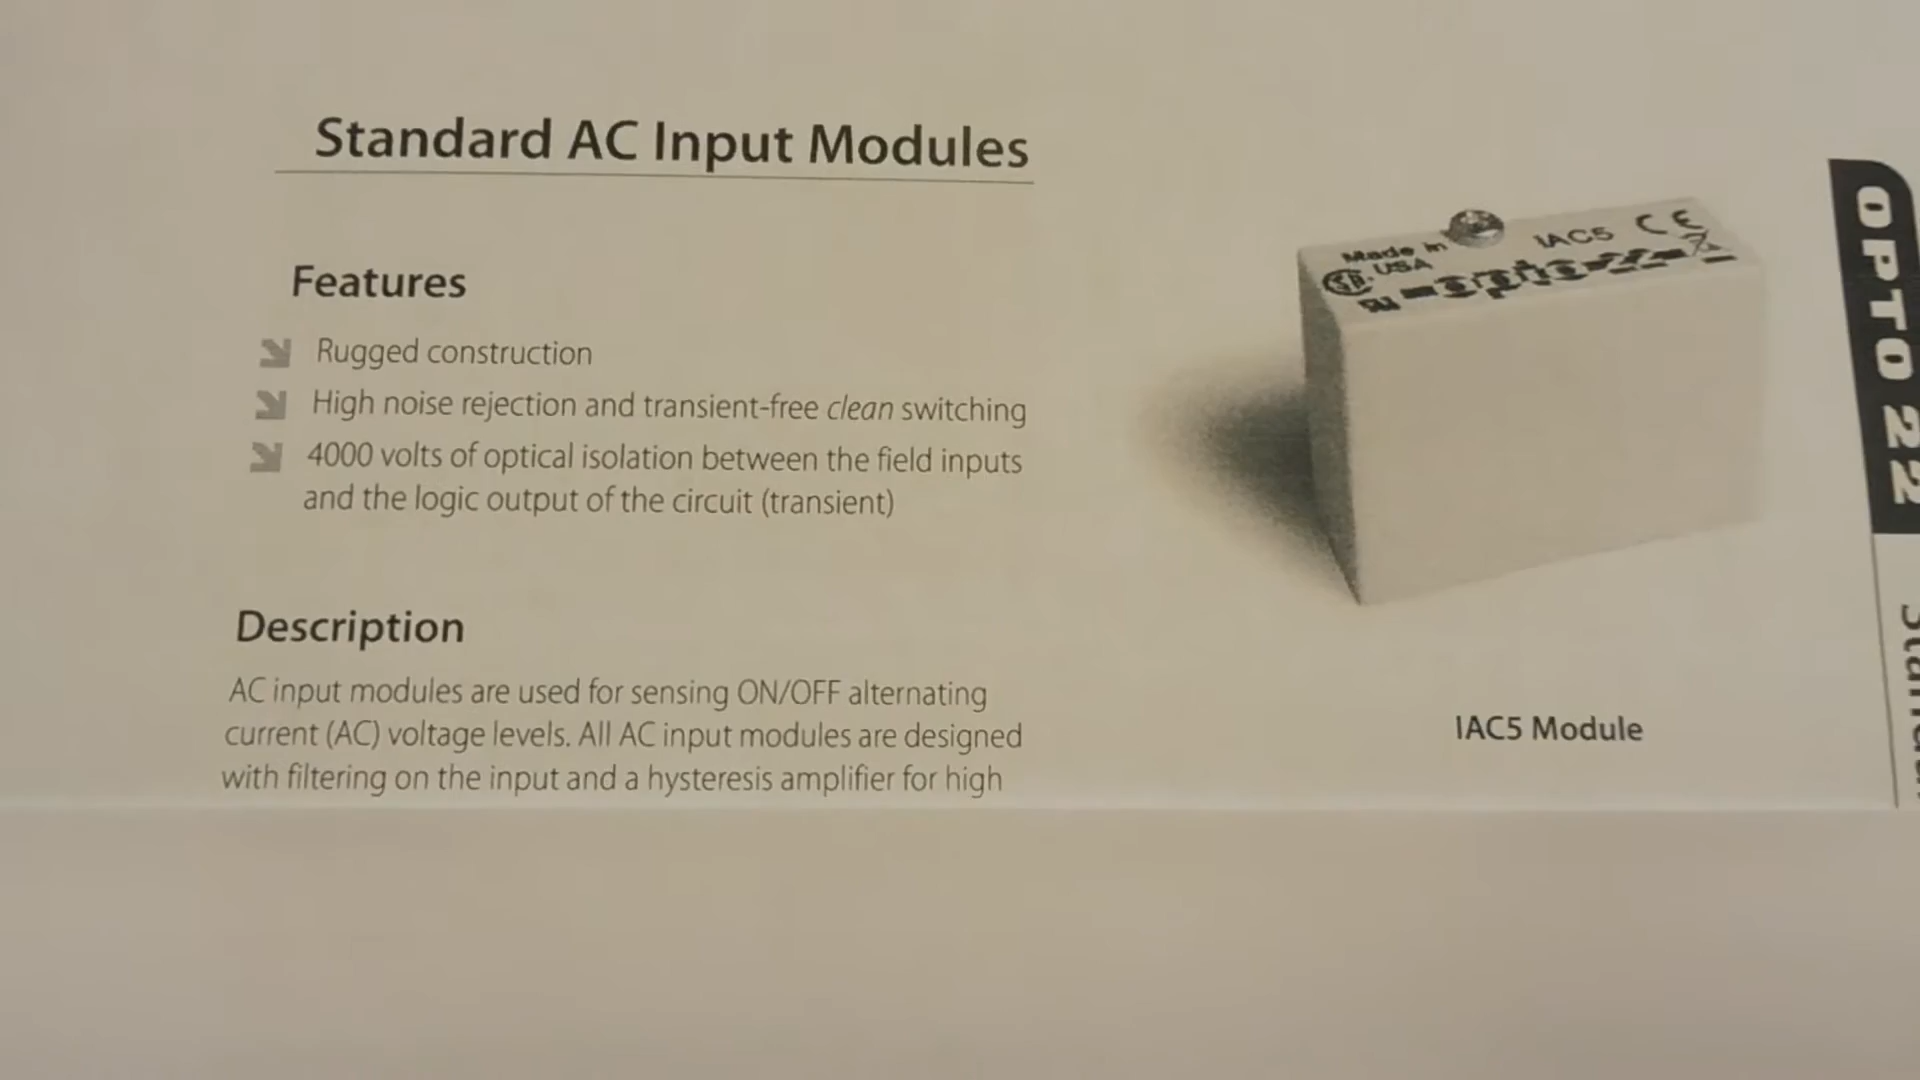 Standard AC Input Modules
Features
Rugged construction
High noise rejection and transient-free clean switching
4000 volts of optical isolation between the field inputs
and the logic output of the circuit (transient)
Description
AC input modules are used for sensing ON/OFF alternating
current (AC) voltage levels. All AC input modules are designed
with filtering on the input and a hysteresis amplifier for high
Made in
USA
IAC5
CE
opto 22
IAC5 Module
OPTO 22